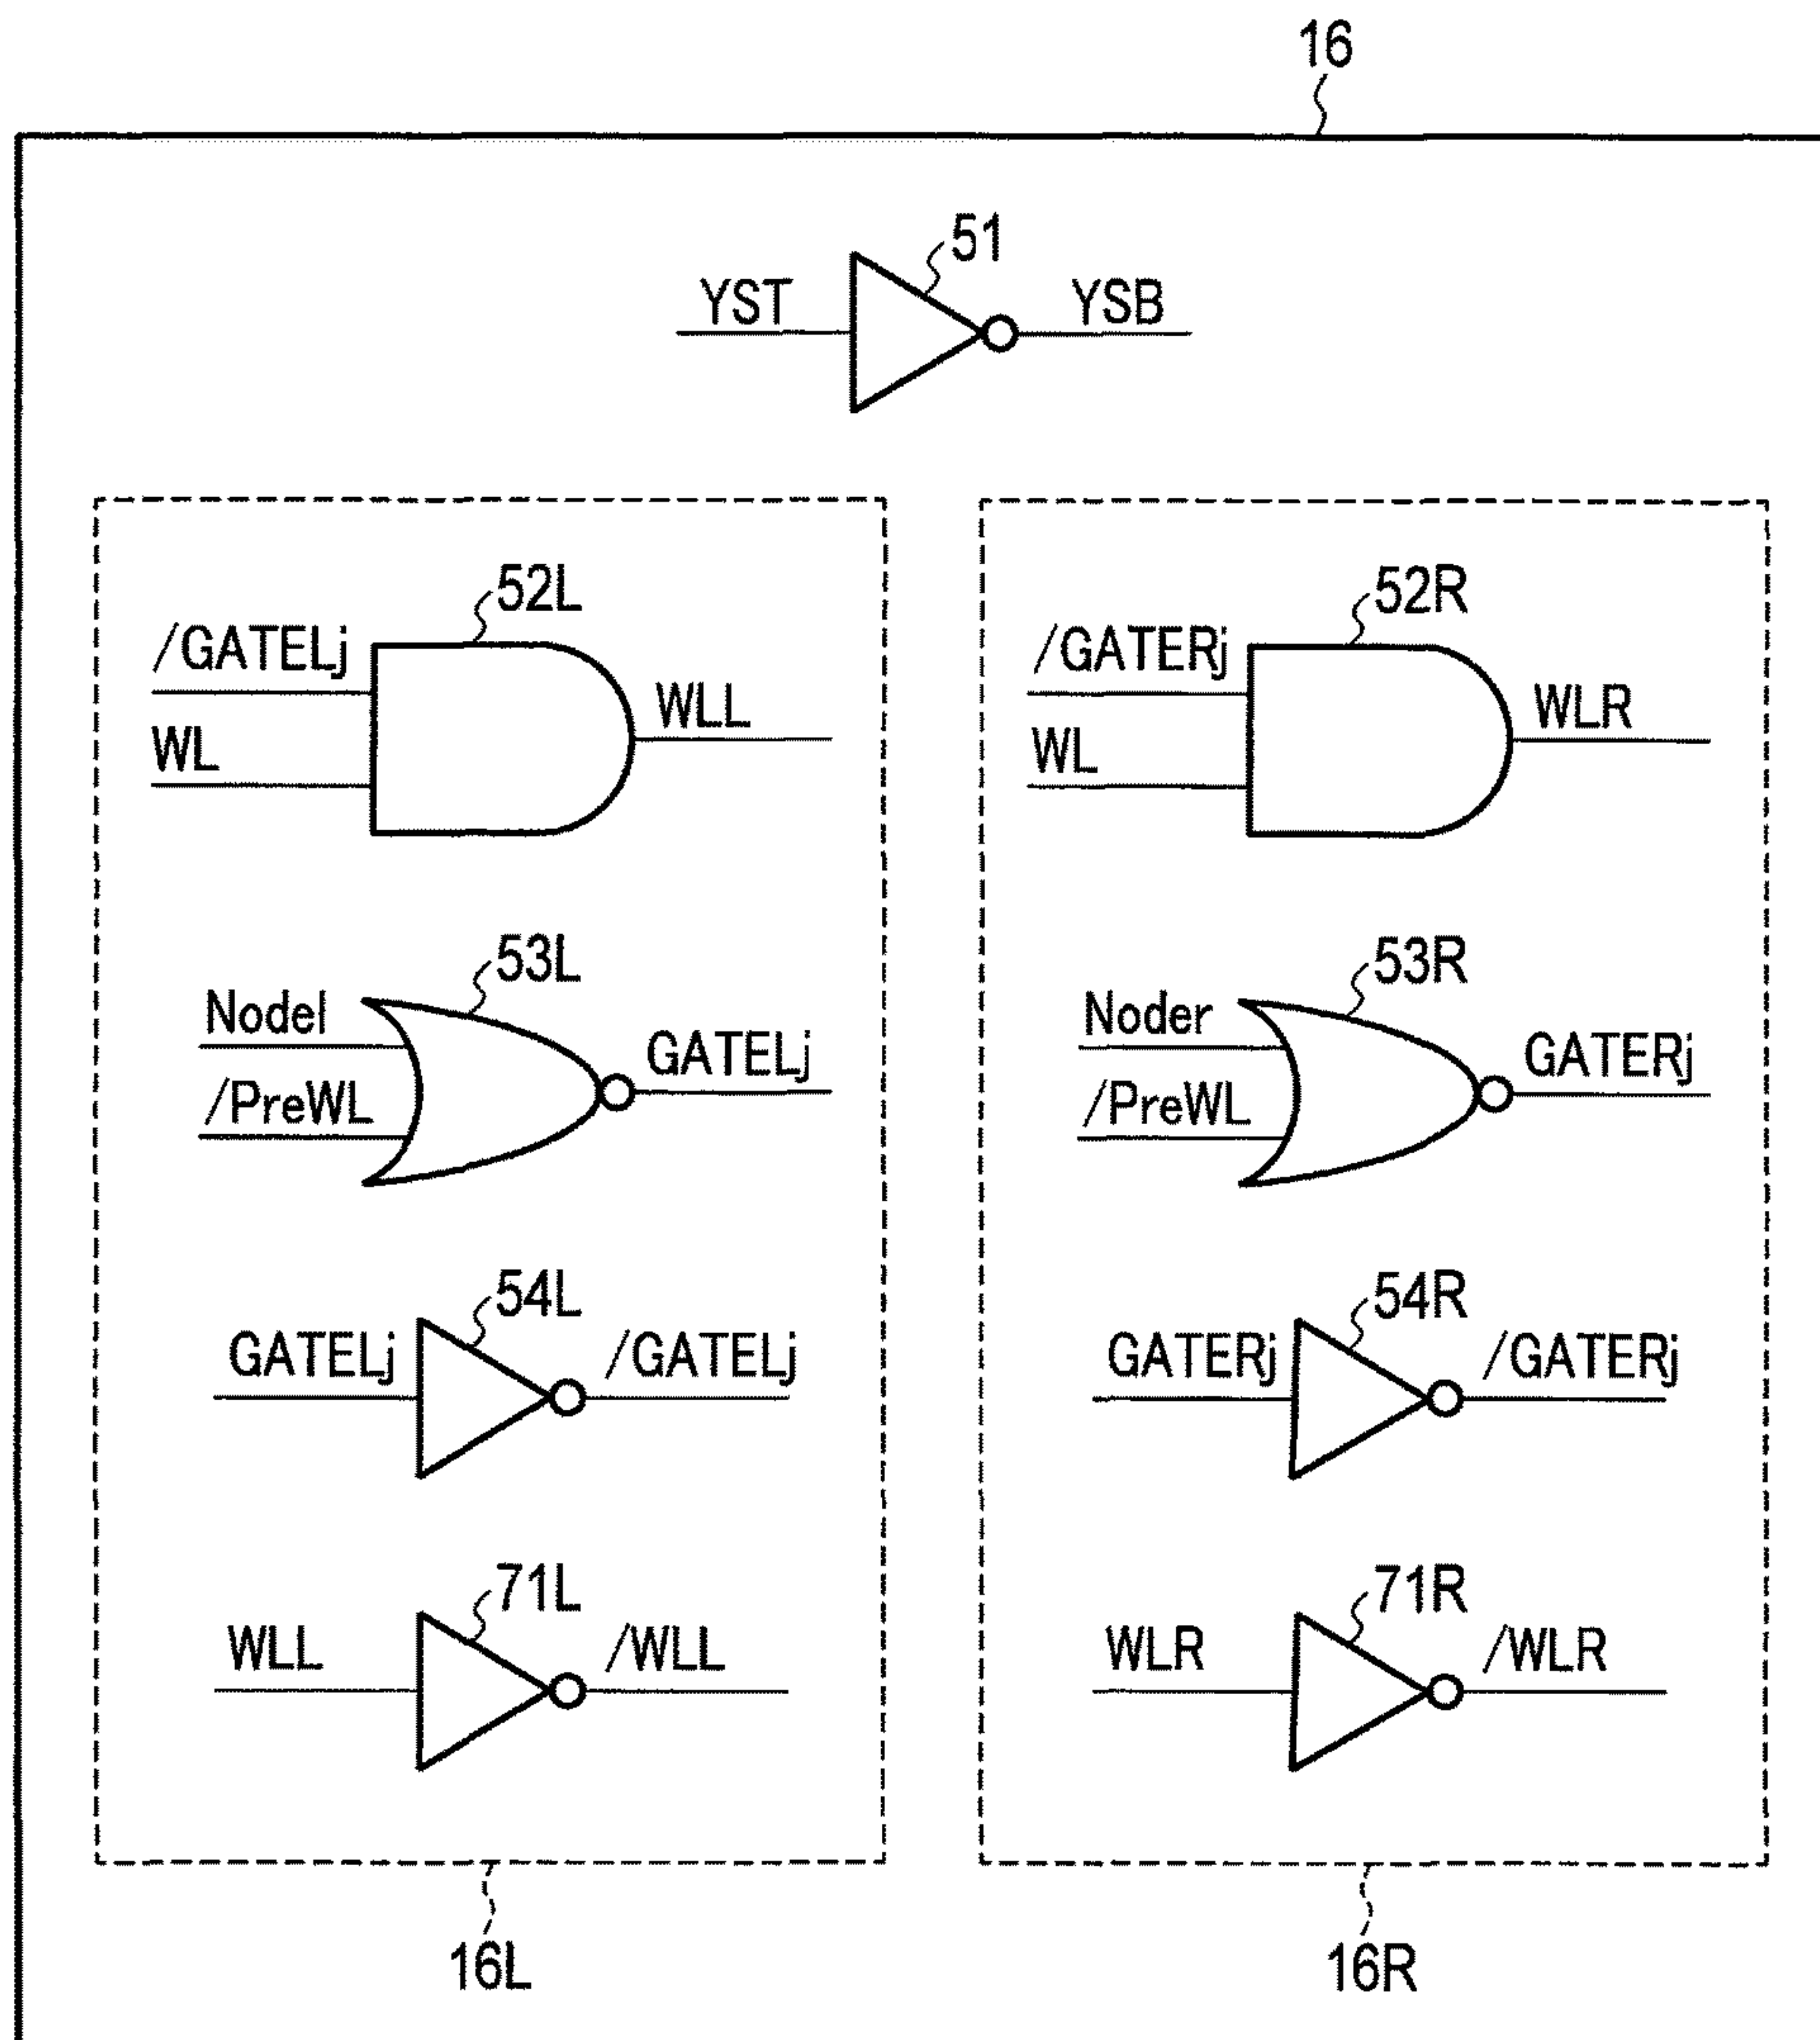 16
51
YST YSB
52L 52R
/GATELj /GATERj
WLL WLR
WL WL
53L 53R
Nodel Noder
GATELj GATERj
/PreWL /PreWL
54L 54R
GATELj /GATELj GATERj /GATERj
71L 71R
WLL /WLL WLR /WLR
16L 16R